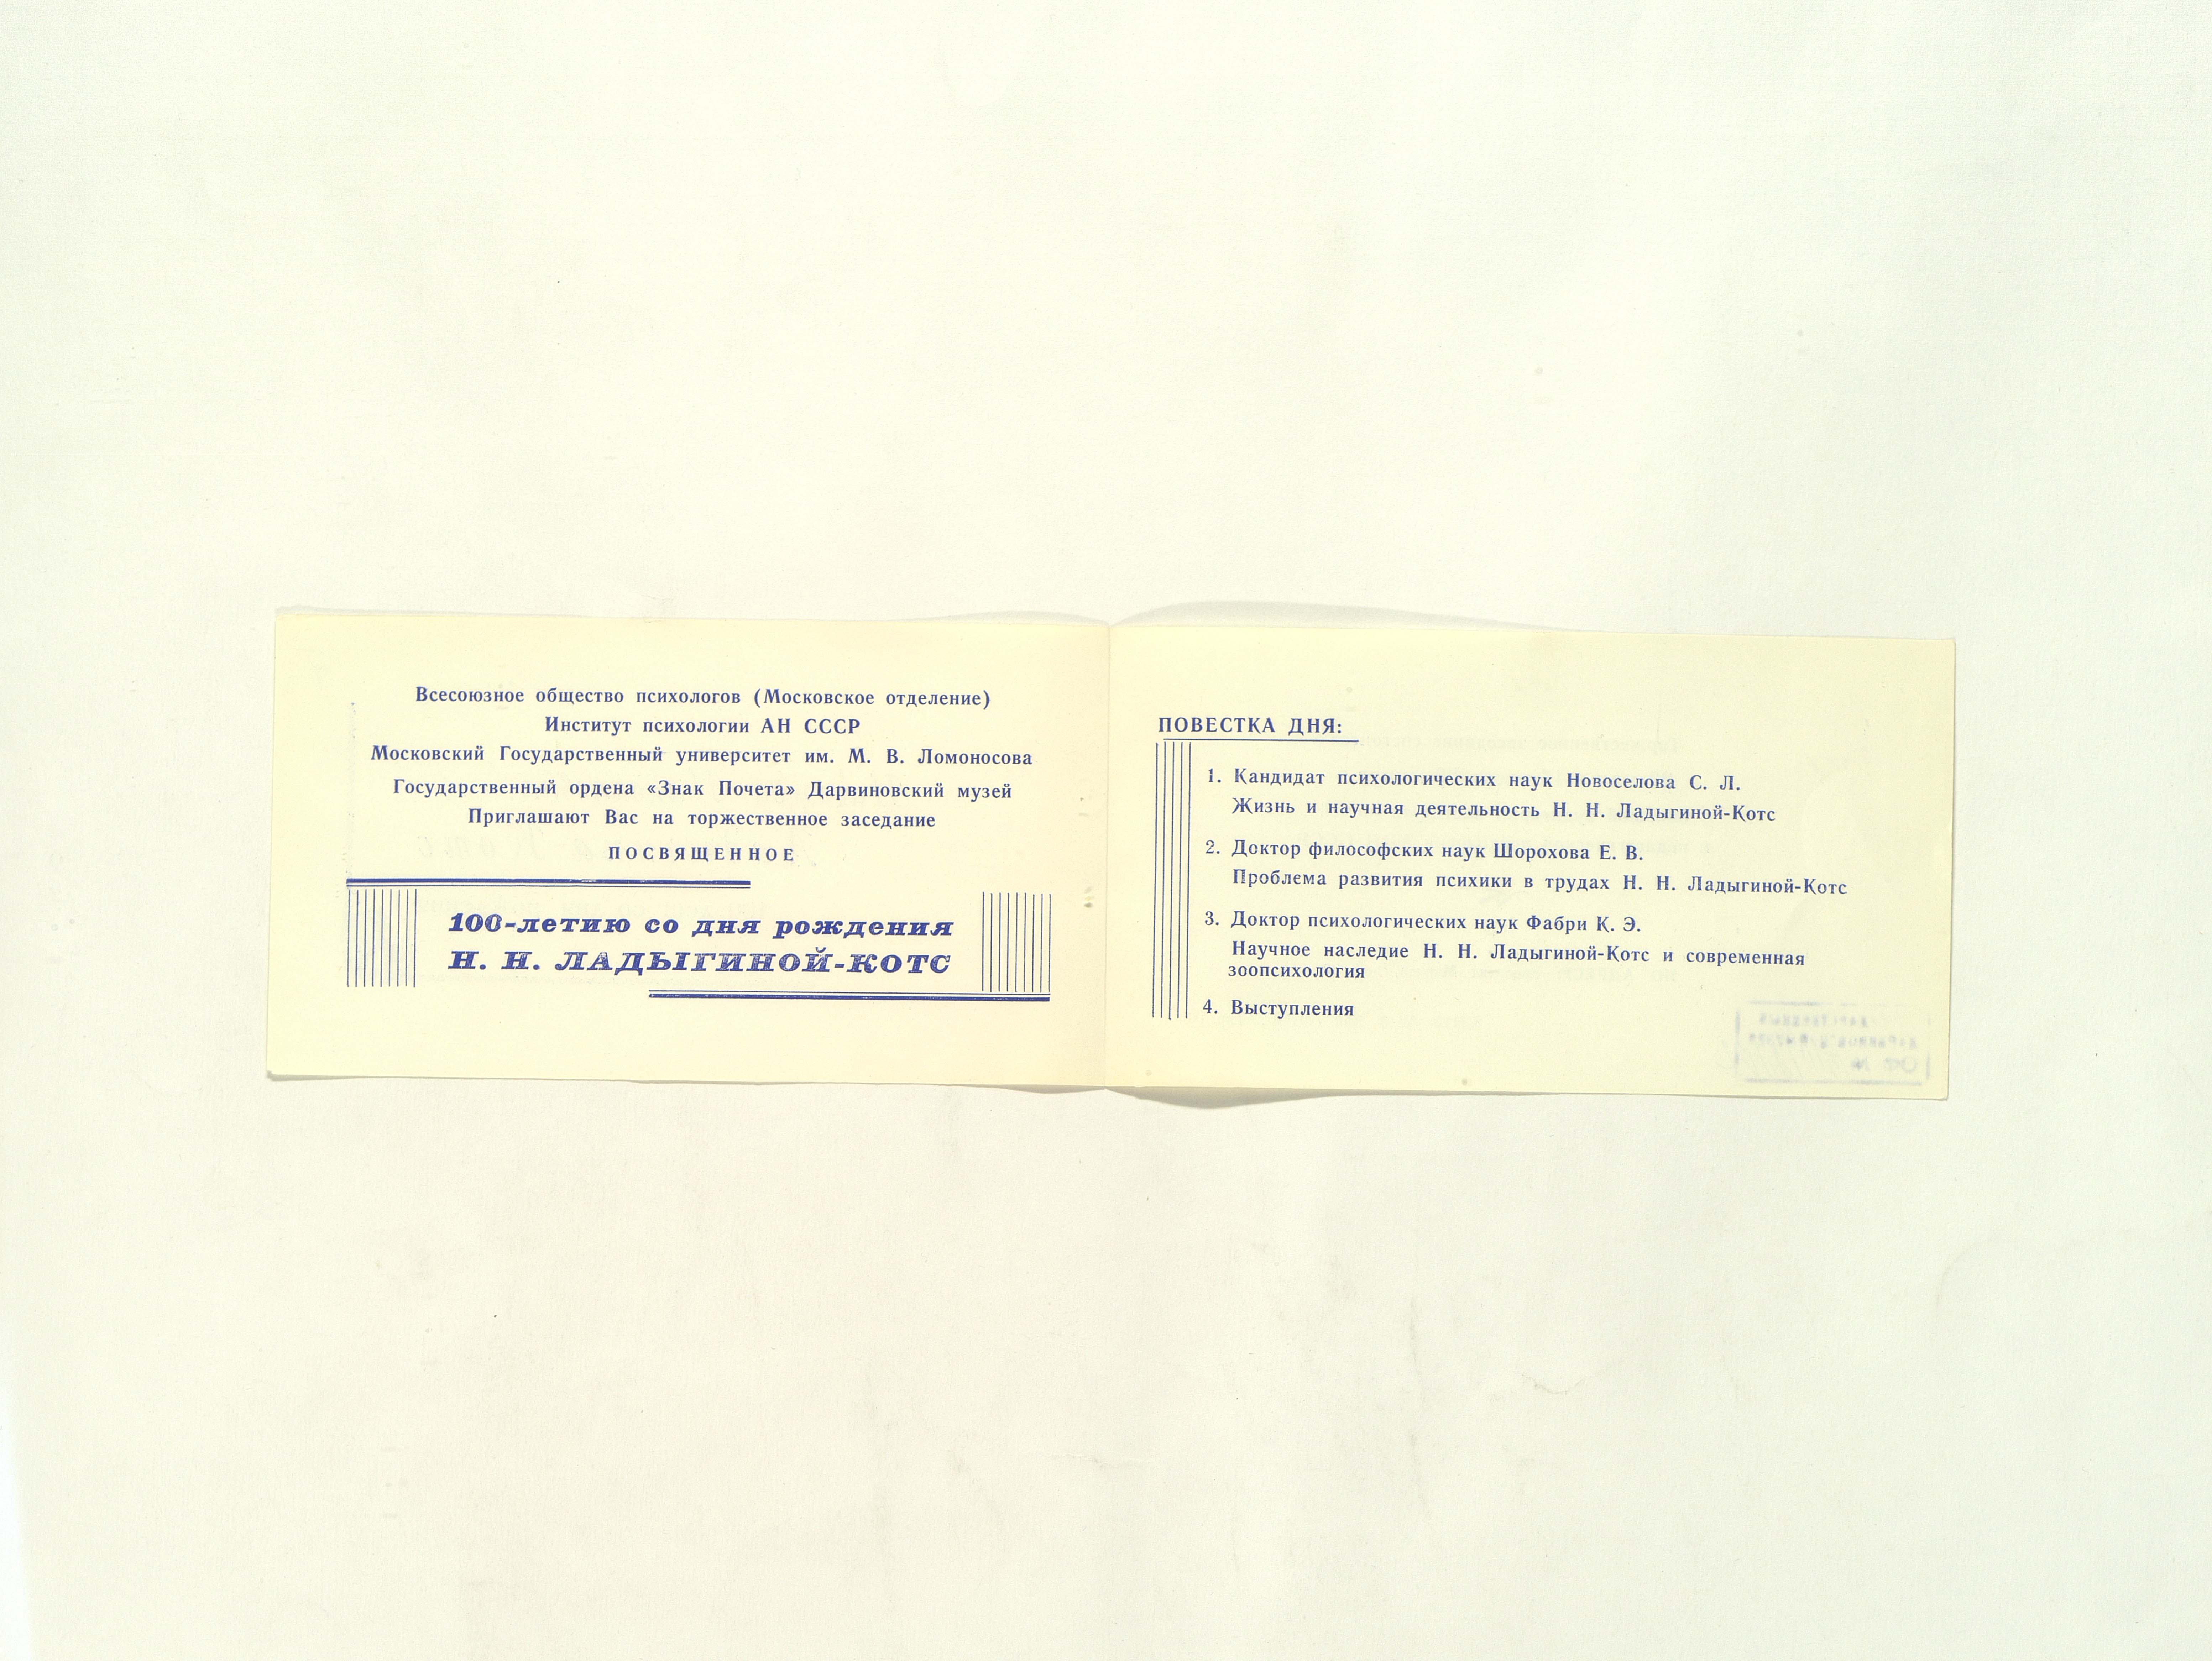 Всесоюзное общество психологов (Московское отделение)
Институт психологии АН СССР
Московский Государственный университет им. М. В. Ломоносова
Государственный ордена «Знак Почета» Дарвиновский музей
Приглашают Вас на торжественное заседание
ПОСВЯЩЕННОЕ
100-летию со дня рождения
Н. Н. ЛАДЫГИНОЙ-КОТС
ПОВЕСТКА ДНЯ:
1. Кандидат психологических наук Новоселова С. Л.
Жизнь и научная деятельность Н. Н. Ладыгиной-Котс
2. Доктор философских наук Шорохова Е. В.
Проблема развития психики в трудах Н. Н. Ладыгиной-Котс
3. Доктор психологических наук Фабри К. Э.
Научное наследие Н. Н. Ладыгиной-Котс и современная
зоопсихология
4. Выступления